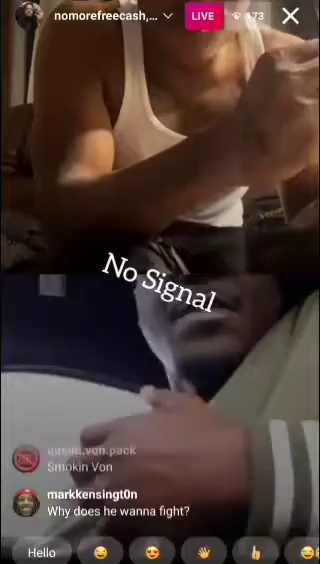 nomorefreecash,...
LIVE
173
No Signal
Smokin Von
markkensingt0n
Why does he wanna fight?
Hello